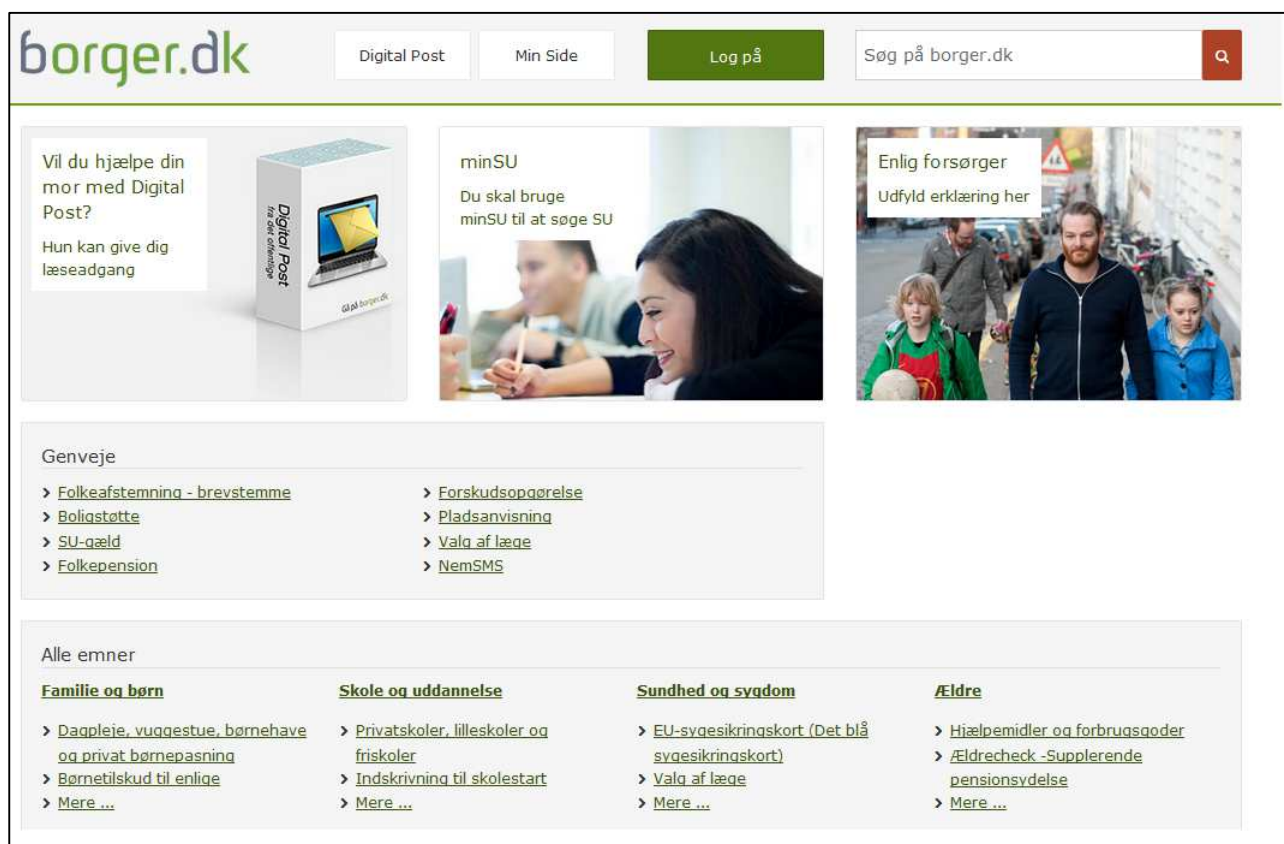 borger.dk
Digital Post
Min Side
Log på
Søg på borger.dk
Vil du hjælpe din
mor med Digital
Post?
Hun kan give dig
læseadgang
Digital Post
fra det offentlige
Gå på borger.dk
minSU
Du skal bruge
minSU til at søge SU
Enlig forsørger
Udfyld erklæring her
Genveje
Folkeafstemning - brevstemme
Boligstøtte
SU-gæld
Folkepension
Forskudsopgørelse
Pladsanvisning
Valg af læge
NemSMS
Alle emner
Familie og børn
Dagpleje, vuggestue, børnehave
og privat børnepasning
Børnetilskud til enlige
Mere ...
Skole og uddannelse
Privatskoler, lilleskoler og
friskoler
Indskrivning til skolestart
Mere ...
Sundhed og sygdom
EU-sygesikringskort (Det blå
sygesikringskort)
Valg af læge
Mere ...
Ældre
Hjælpemidler og forbrugsgoder
Ældrecheck -Supplerende
pensionsydelse
Mere ...